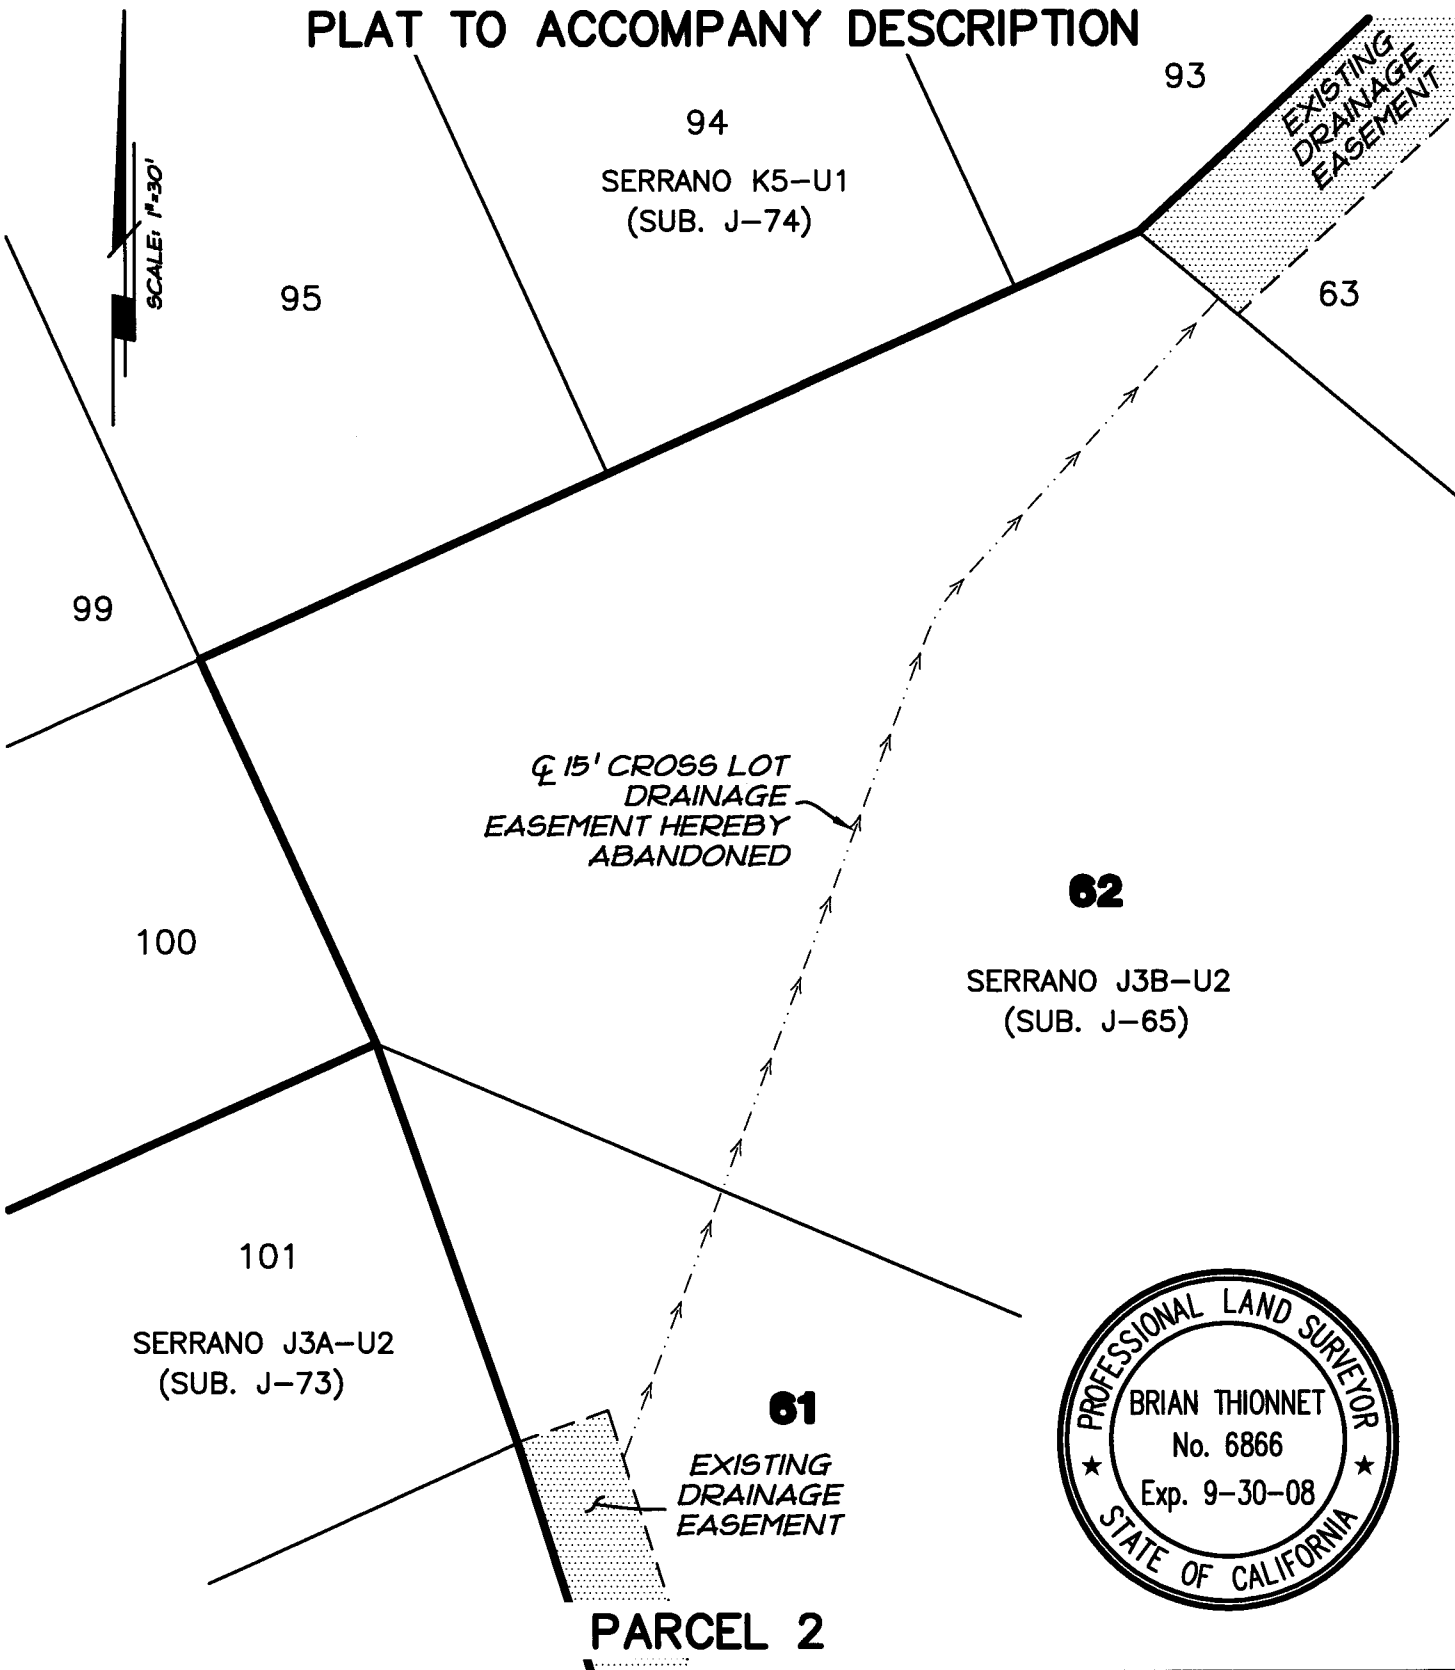 PLAT TO ACCOMPANY DESCRIPTION
93
EXISTING
DRAINAGE
EASEMENT
94
SERRANO K5-U1
(SUB. J-74)
SCALE: 1"=30'
95
63
99
℄ 15' CROSS LOT
DRAINAGE
EASEMENT HEREBY
ABANDONED
62
100
SERRANO J3B-U2
(SUB. J-65)
101
SERRANO J3A-U2
(SUB. J-73)
61
EXISTING
DRAINAGE
EASEMENT
PROFESSIONAL LAND SURVEYOR
BRIAN THIONNET
No. 6866
Exp. 9-30-08
STATE OF CALIFORNIA
PARCEL 2